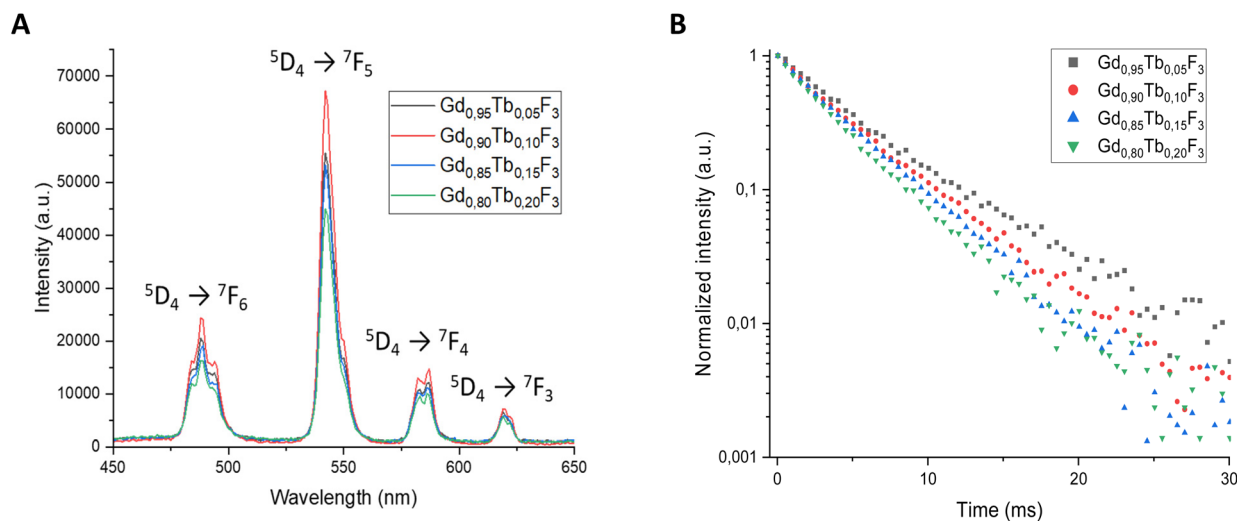 A
⁵D₄ → ⁷F₅
⁵D₄ → ⁷F₆
⁵D₄ → ⁷F₄
⁵D₄ → ⁷F₃
Gd₀,₉₅Tb₀,₀₅F₃
Gd₀,₉₀Tb₀,₁₀F₃
Gd₀,₈₅Tb₀,₁₅F₃
Gd₀,₈₀Tb₀,₂₀F₃
Intensity (a.u.)
70000
60000
50000
40000
30000
20000
10000
0
450 500 550 600 650
Wavelength (nm)
B
Gd₀,₉₅Tb₀,₀₅F₃
Gd₀,₉₀Tb₀,₁₀F₃
Gd₀,₈₅Tb₀,₁₅F₃
Gd₀,₈₀Tb₀,₂₀F₃
Normalized intensity (a.u.)
1
0.1
0.01
0,001
0 10 20 30
Time (ms)